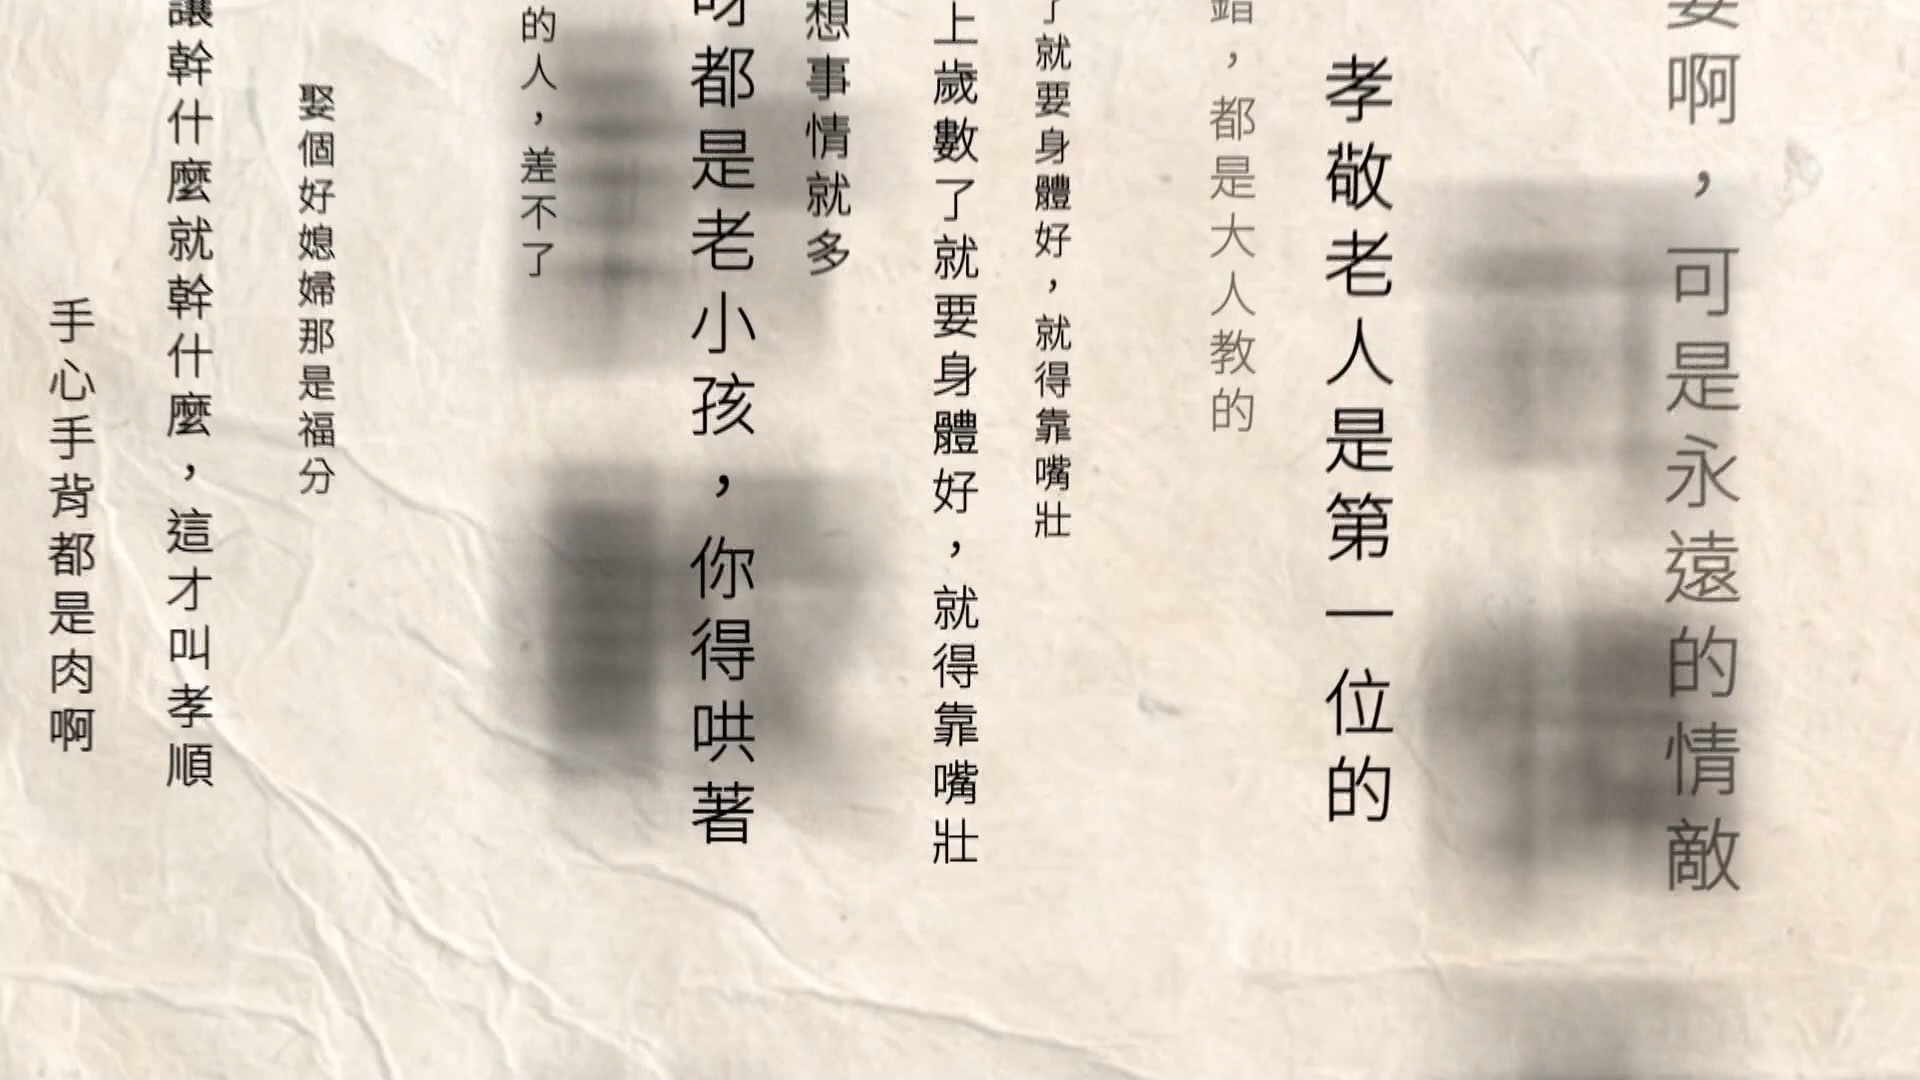 要啊，可是永遠的情敵
孝敬老人是第一位的
錯，都是大人教的
了就要身體好，就得靠嘴壯
上歲數了就要身體好，就得靠嘴壯
想事情就多
呀都是老小孩，你得哄著
的人，差不了
娶個好媳婦那是福分
讓幹什麼就幹什麼，這才叫孝順
手心手背都是肉啊